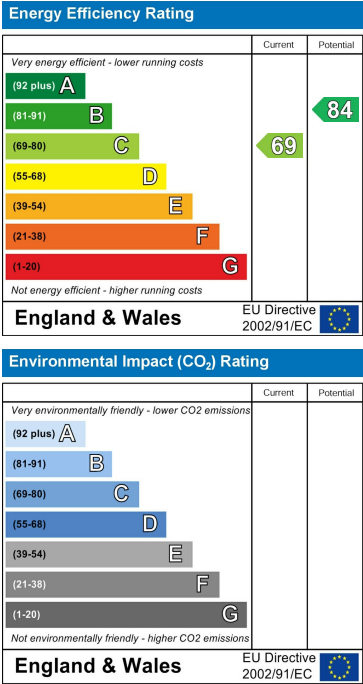 Energy Efficiency Rating
Current Potential
Very energy efficient - lower running costs
(92 plus) A
(81-91) B
84
(69-80) C
69
(55-68) D
(39-54) E
(21-38) F
(1-20) G
Not energy efficient - higher running costs
England & Wales
EU Directive
2002/91/EC
Environmental Impact (CO₂) Rating
Current Potential
Very environmentally friendly - lower CO2 emissions
(92 plus) A
(81-91) B
(69-80) C
(55-68) D
(39-54) E
(21-38) F
(1-20) G
Not environmentally friendly - higher CO2 emissions
England & Wales
EU Directive
2002/91/EC